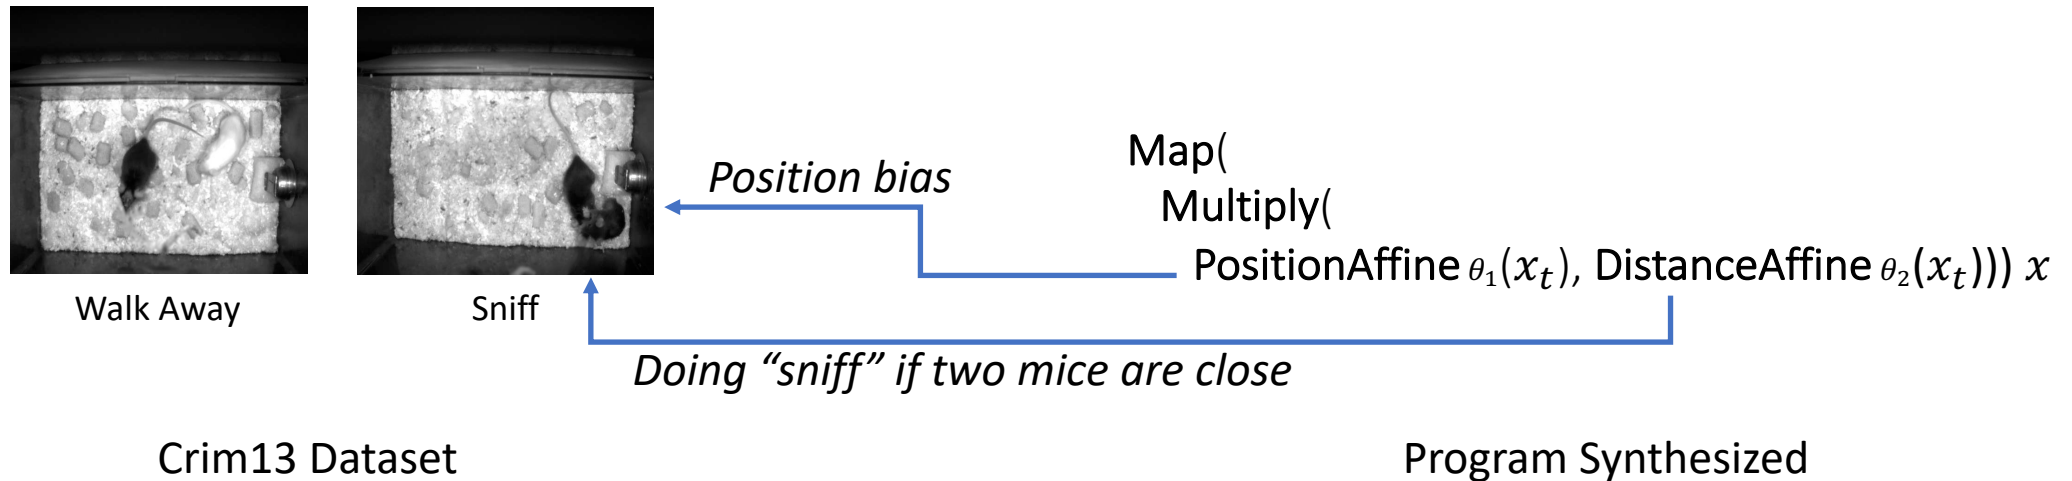 Walk Away
Sniff
Position bias
Doing “sniff” if two mice are close
Map(
Multiply(
PositionAffine θ₁(xₜ), DistanceAffine θ₂(xₜ))) x
Crim13 Dataset
Program Synthesized